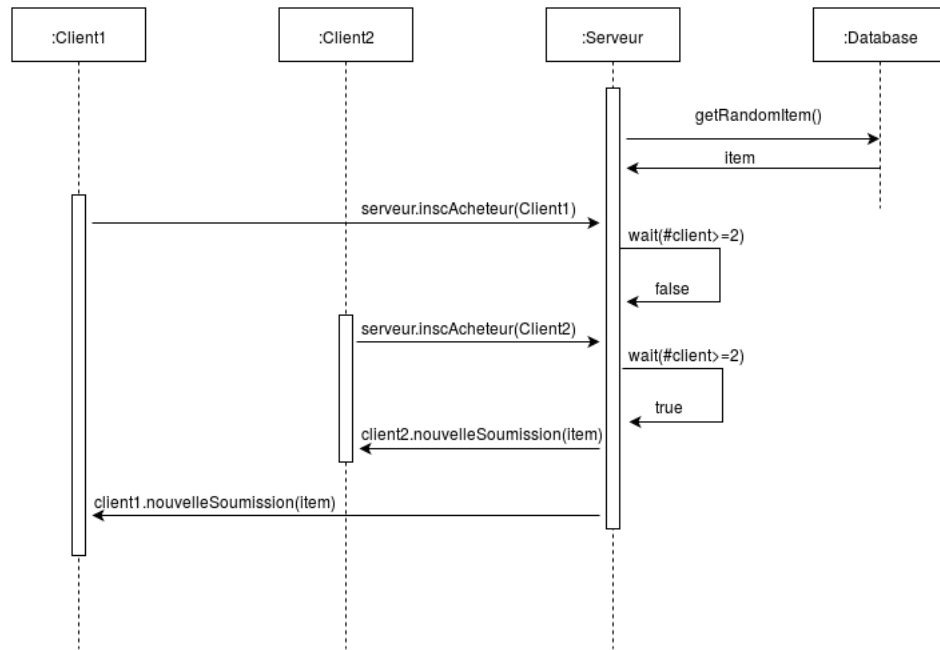 :Client1
:Client2
:Serveur
:Database
getRandomItem()
item
serveur.inscAcheteur(Client1)
wait(#client>=2)
false
serveur.inscAcheteur(Client2)
wait(#client>=2)
true
client2.nouvelleSoumission(item)
client1.nouvelleSoumission(item)